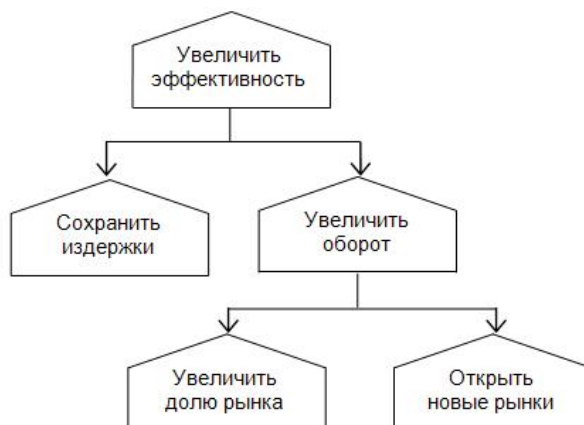 Увеличить
эффективность
Сохранить
издержки
Увеличить
оборот
Увеличить
долю рынка
Открыть
новые рынки